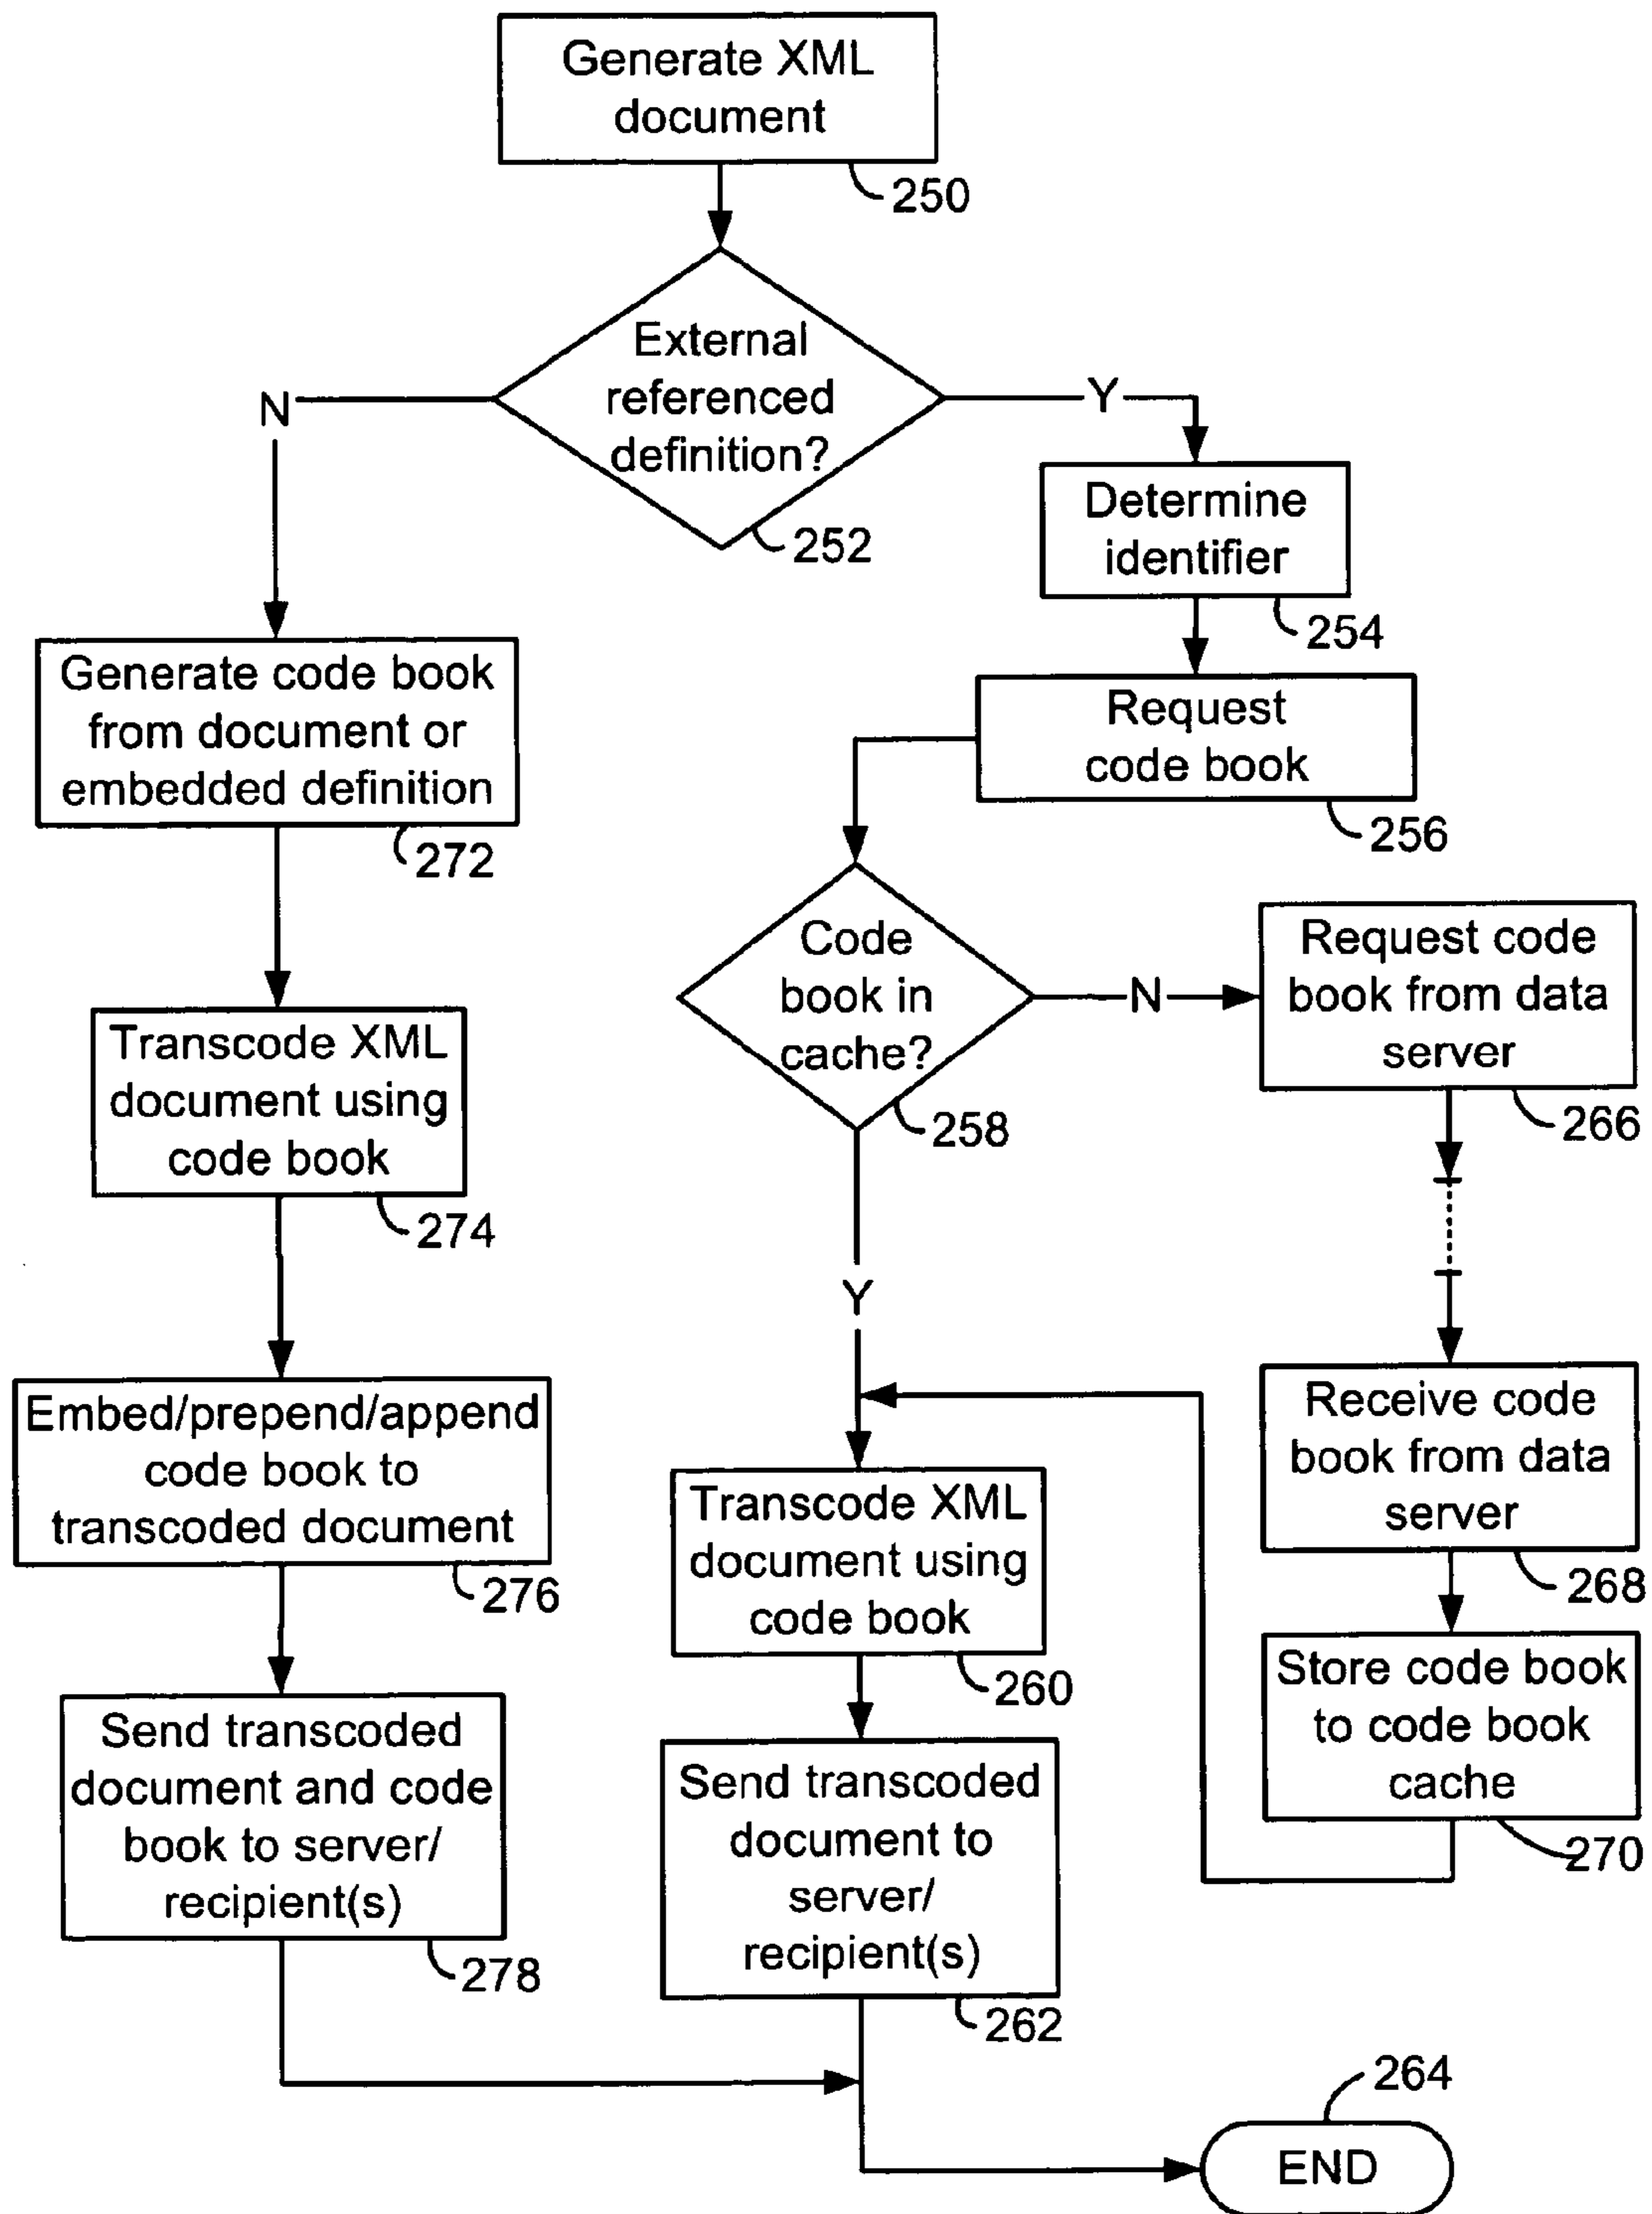 Generate XML
document
250
External
referenced
definition?
252
N
Y
Determine
identifier
254
Request
code book
256
Generate code book
from document or
embedded definition
272
Code
book in
cache?
258
N
Request code
book from data
server
266
Transcode XML
document using
code book
274
Y
Receive code
book from data
server
268
Embed/prepend/append
code book to
transcoded document
276
Transcode XML
document using
code book
260
Store code book
to code book
cache
270
Send transcoded
document and code
book to server/
recipient(s)
278
Send transcoded
document to
server/
recipient(s)
262
264
END